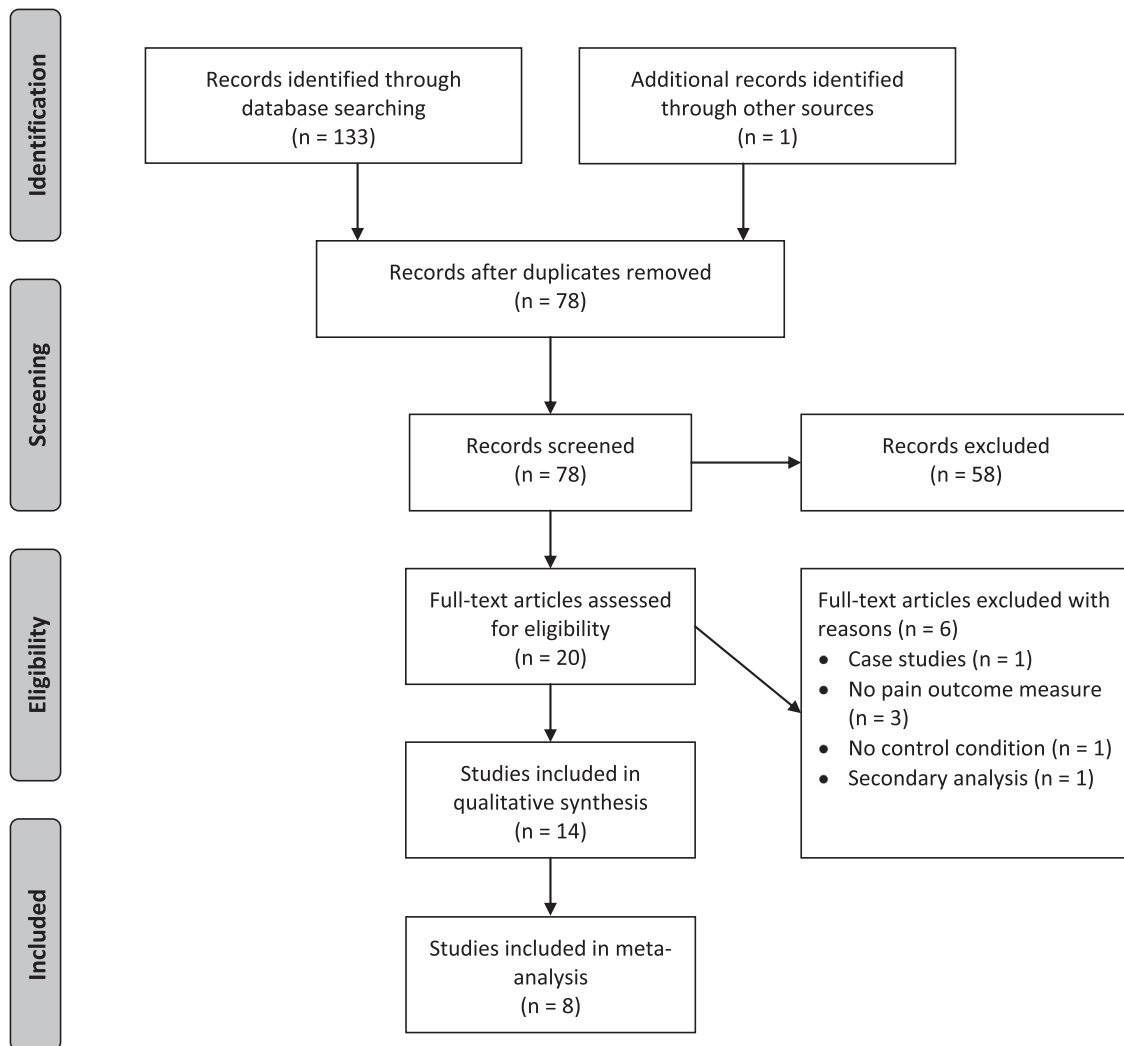 Identification
Records identified through
database searching
(n = 133)
Additional records identified
through other sources
(n = 1)
Records after duplicates removed
(n = 78)
Screening
Records screened
(n = 78)
Records excluded
(n = 58)
Eligibility
Full-text articles assessed
for eligibility
(n = 20)
Full-text articles excluded with
reasons (n = 6)
● Case studies (n = 1)
● No pain outcome measure
(n = 3)
● No control condition (n = 1)
● Secondary analysis (n = 1)
Studies included in
qualitative synthesis
(n = 14)
Included
Studies included in meta-
analysis
(n = 8)